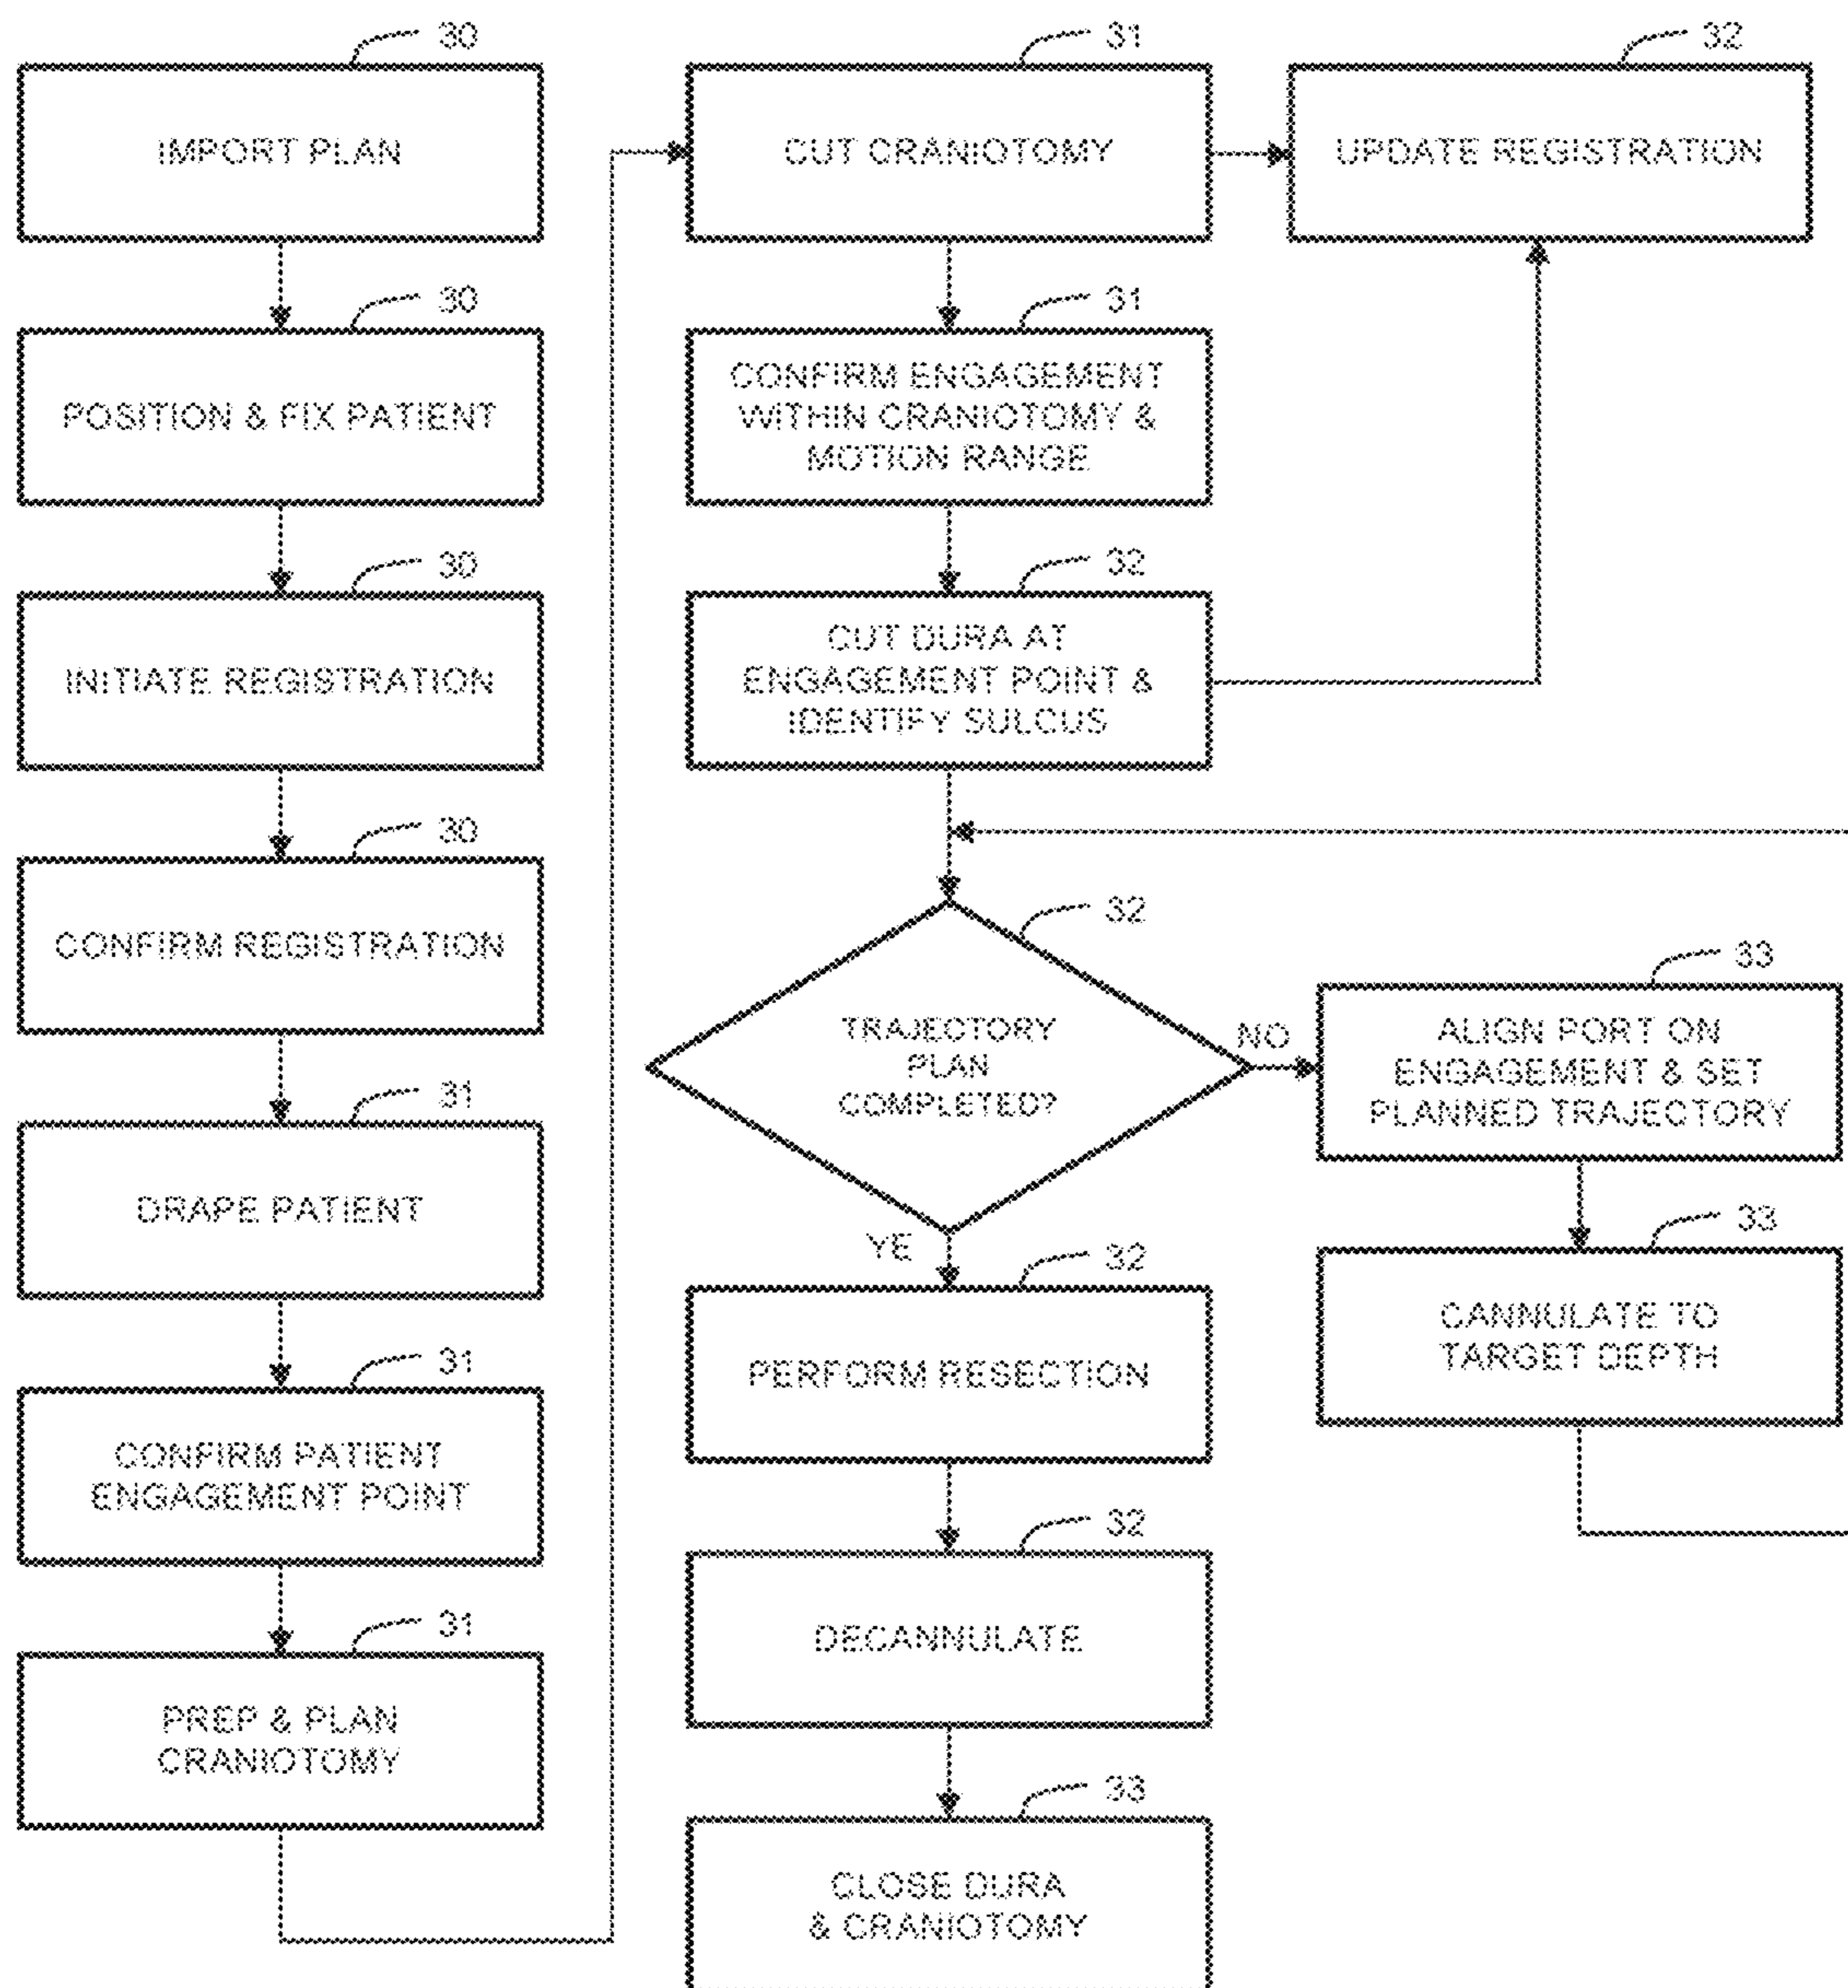 30
IMPORT PLAN
30
POSITION & FIX PATIENT
30
INITIATE REGISTRATION
30
CONFIRM REGISTRATION
31
DRAPE PATIENT
31
CONFIRM PATIENT
ENGAGEMENT POINT
31
PREP & PLAN
CRANIOTOMY
31
CUT CRANIOTOMY
32
UPDATE REGISTRATION
31
CONFIRM ENGAGEMENT
WITHIN CRANIOTOMY &
MOTION RANGE
32
CUT DURA AT
ENGAGEMENT POINT &
IDENTIFY SULCUS
32
TRAJECTORY
PLAN
COMPLETED?
NO
33
ALIGN PORT ON
ENGAGEMENT & SET
PLANNED TRAJECTORY
33
CANNULATE TO
TARGET DEPTH
YE
32
PERFORM RESECTION
32
DECANNULATE
33
CLOSE DURA
& CRANIOTOMY